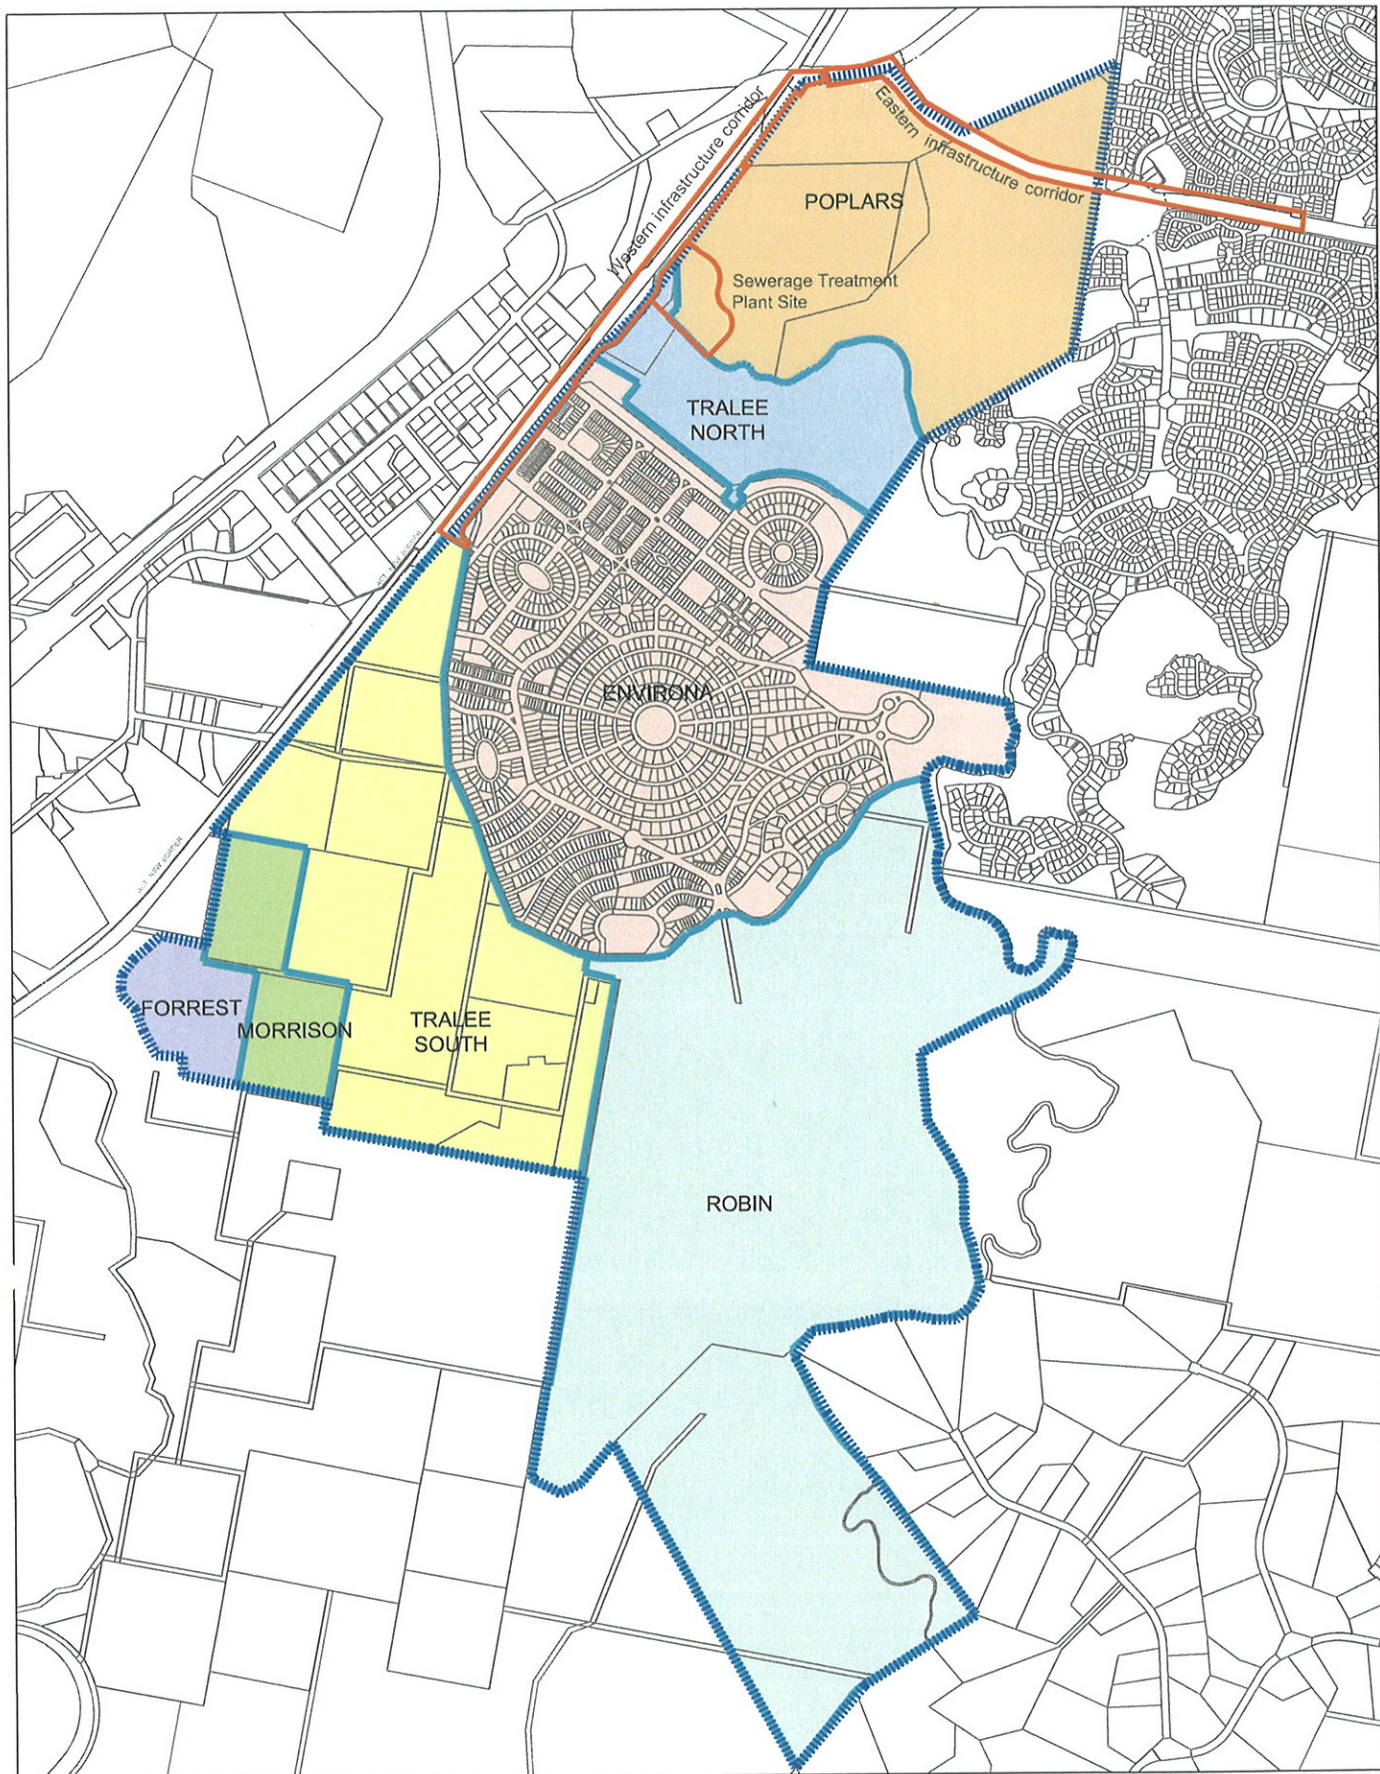 Western infrastructure corridor
Eastern infrastructure corridor
POPLARS
Sewerage Treatment
Plant Site
TRALEE
NORTH
ENVIRONA
FORREST
MORRISON
TRALEE
SOUTH
ROBIN